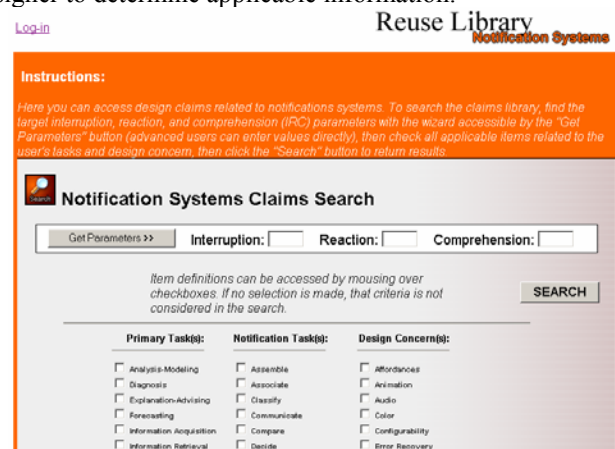 signer to determine applicable information.
Log-in
Reuse Library
Notification Systems
Instructions:
Here you can access design claims related to notifications systems. To search the claims library, find the
target interruption, reaction, and comprehension (IRC) parameters with the wizard accessible by the "Get
Parameters" button (advanced users can enter values directly), then check all applicable items related to the
user's tasks and design concern, then click the "Search" button to return results.
Search
Notification Systems Claims Search
Get Parameters >> Interruption: Reaction: Comprehension:
Item definitions can be accessed by mousing over
checkboxes. If no selection is made, that criteria is not
considered in the search.
SEARCH
Primary Task(s): Notification Task(s): Design Concern(s):
Analysis-Modeling Assemble Affordances
Diagnosis Associate Animation
Explanation-Advising Classify Audio
Forecasting Communicate Color
Information Acquisition Compare Configurability
Information Retrieval Decide Error Recovery